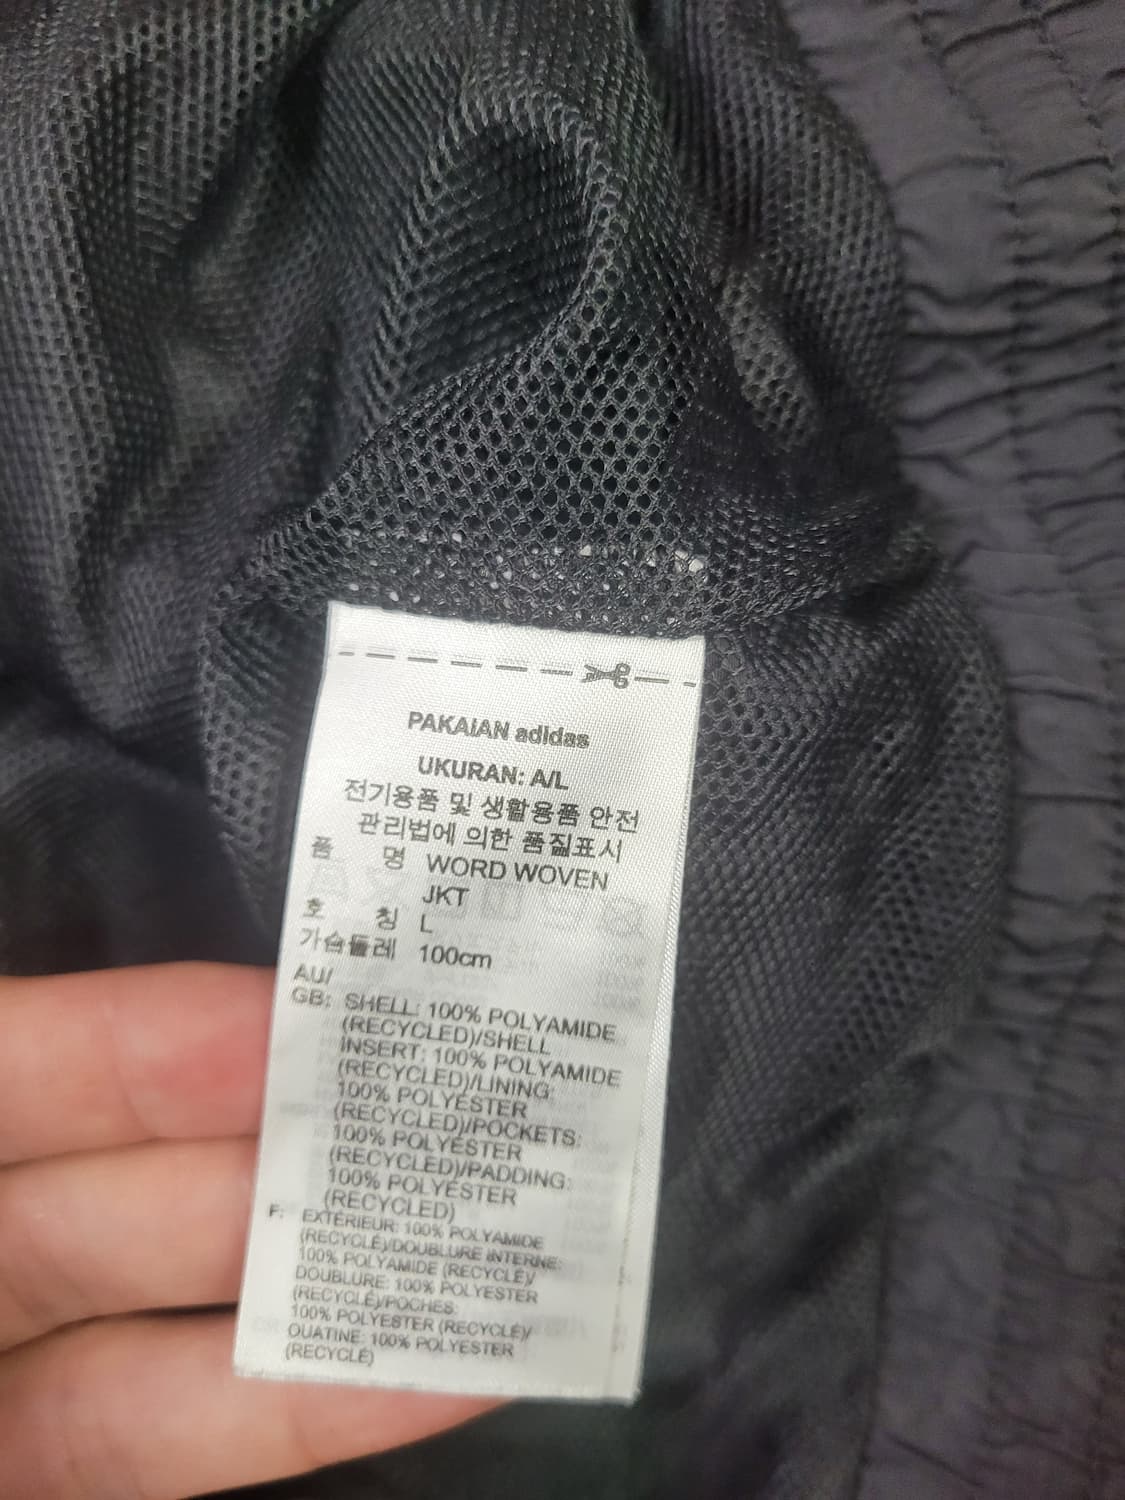 PAKAIAN adidas
UKURAN: A/L
전기용품 및 생활용품 안전
관리법에 의한 품질표시
품 명 WORD WOVEN
JKT
호 칭 L
가슴둘레 100cm
AU/
GB: SHELL: 100% POLYAMIDE
(RECYCLED)/SHELL
INSERT: 100% POLYAMIDE
(RECYCLED)/LINING:
100% POLYESTER
(RECYCLED)/POCKETS:
100% POLYESTER
(RECYCLED)/PADDING:
100% POLYESTER
(RECYCLED)
F: EXTÉRIEUR: 100% POLYAMIDE
(RECYCLÉ)/DOUBLURE INTERNE:
100% POLYAMIDE (RECYCLÉ)/
DOUBLURE: 100% POLYESTER
(RECYCLÉ)/POCHES:
100% POLYESTER (RECYCLÉ)/
OUATINE: 100% POLYESTER
(RECYCLÉ)